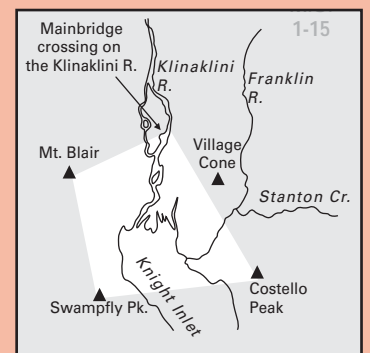 1-15
Mainbridge
crossing on
the Klinaklini R.
Klinaklini
R.
Franklin
R.
Mt. Blair
Village
Cone
Stanton Cr.
Knight Inlet
Costello
Peak
Swampfly Pk.